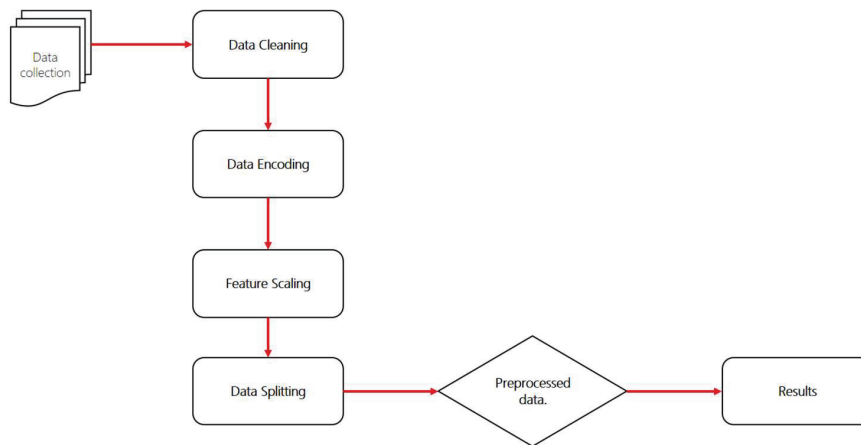 Data
collection
Data Cleaning
Data Encoding
Feature Scaling
Data Splitting
Preprocessed
data.
Results